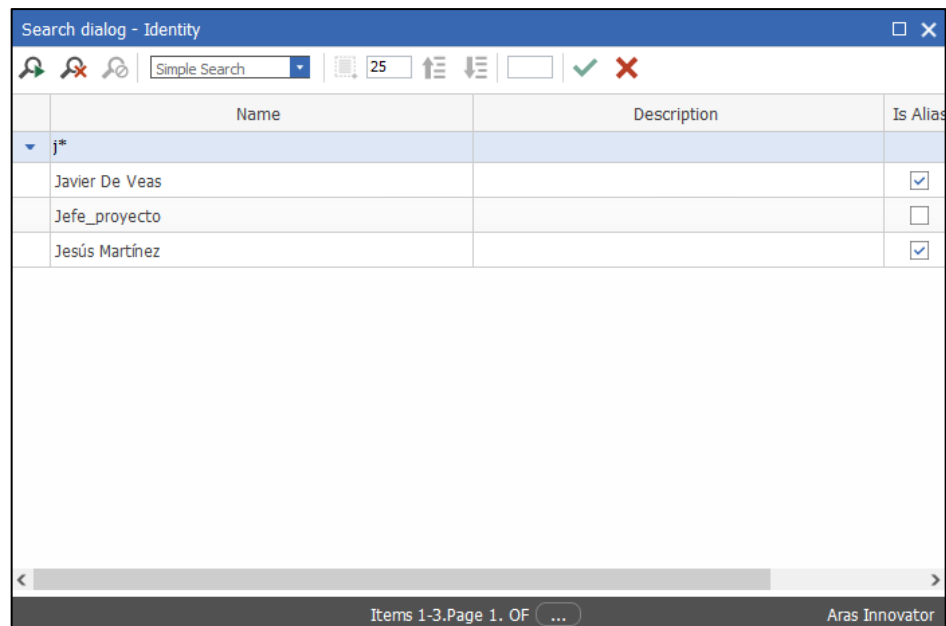 Search dialog - Identity
Simple Search 25
Name Description Is Alias
j*
Javier De Veas
Jefe_proyecto
Jesús Martínez
Items 1-3.Page 1. OF ... Aras Innovator